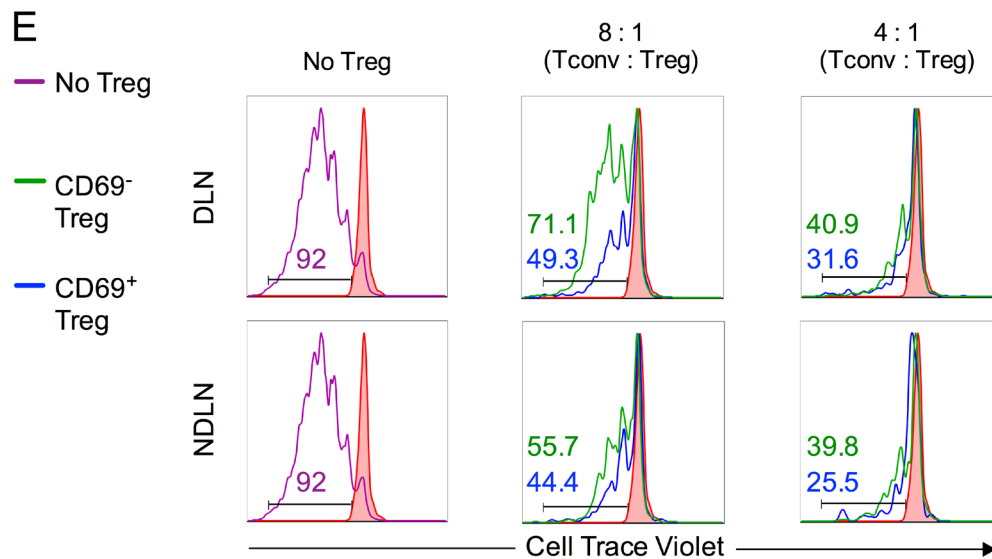 E
No Treg
CD69- Treg
CD69+ Treg
No Treg
8 : 1
(Tconv : Treg)
4 : 1
(Tconv : Treg)
DLN
92
71.1
49.3
40.9
31.6
NDLN
92
55.7
44.4
39.8
25.5
Cell Trace Violet